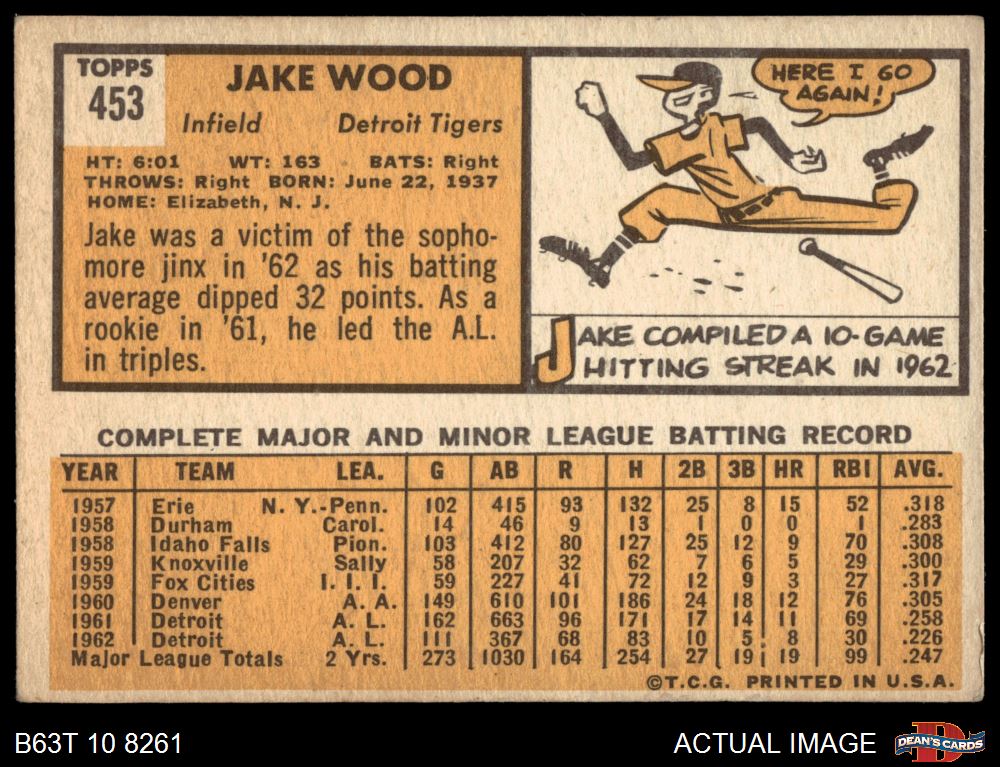 TOPPS
453
JAKE WOOD
Infield Detroit Tigers
HT: 6:01 WT: 163 BATS: Right
THROWS: Right BORN: June 22, 1937
HOME: Elizabeth, N. J.
Jake was a victim of the sopho-
more jinx in '62 as his batting
average dipped 32 points. As a
rookie in '61, he led the A.L.
in triples.
HERE I GO
AGAIN!
JAKE COMPILED A 10-GAME
HITTING STREAK IN 1962
COMPLETE MAJOR AND MINOR LEAGUE BATTING RECORD
YEAR TEAM LEA. G AB R H 2B 3B HR RBI AVG.
1957 Erie N. Y.-Penn. 102 415 93 132 25 8 15 52 .318
1958 Durham Carol. 14 46 9 13 1 0 0 1 .283
1958 Idaho Falls Pion. 103 412 80 127 25 12 9 70 .308
1959 Knoxville Sally 58 207 32 62 7 6 5 29 .300
1959 Fox Cities I. I. I. 59 227 41 72 12 9 3 27 .317
1960 Denver A. A. 149 610 101 186 24 18 12 76 .305
1961 Detroit A. L. 162 663 96 171 17 14 11 69 .258
1962 Detroit A. L. 111 367 68 83 10 5 8 30 .226
Major League Totals 2 Yrs. 273 1030 164 254 27 19 19 99 .247
©T.C.G. PRINTED IN U.S.A.
B63T 10 8261
ACTUAL IMAGE
D
DEAN'S CARDS